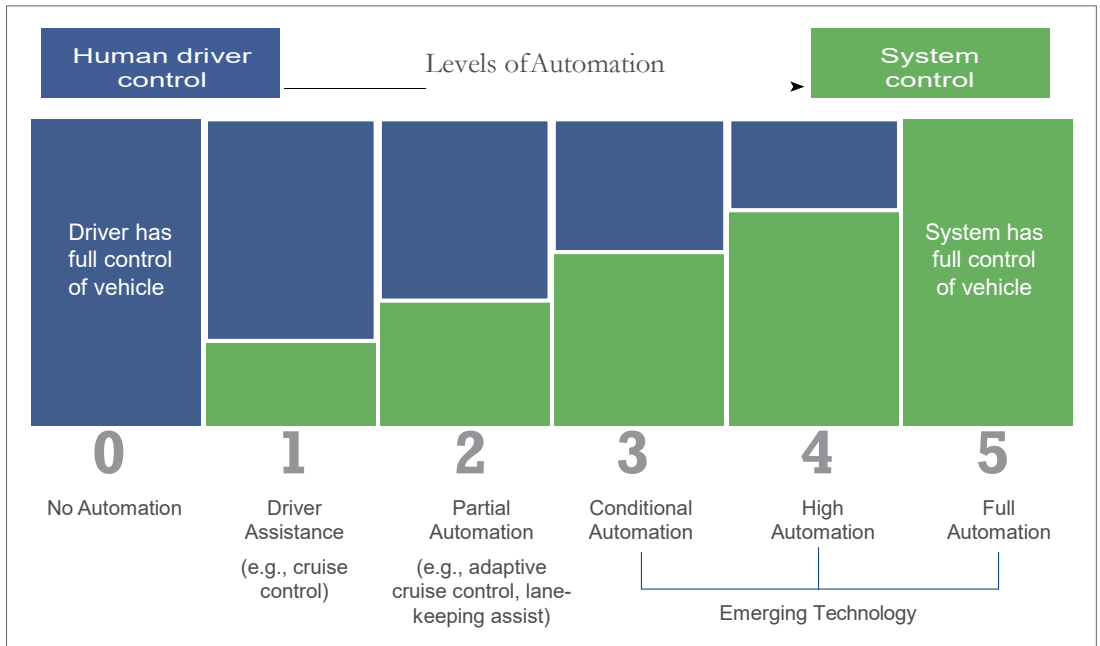 Human driver
control
Levels of Automation
System
control
Driver has
full control
of vehicle
System has
full control
of vehicle
0
1
2
3
4
5
No Automation
Driver
Assistance
(e.g., cruise
control)
Partial
Automation
(e.g., adaptive
cruise control, lane-
keeping assist)
Conditional
Automation
High
Automation
Full
Automation
Emerging Technology